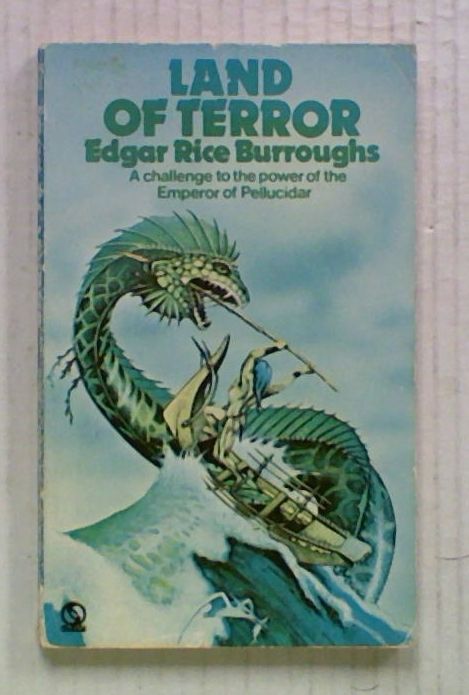 LAND
OF TERROR
Edgar Rice Burroughs
A challenge to the power of the
Emperor of Pellucidar